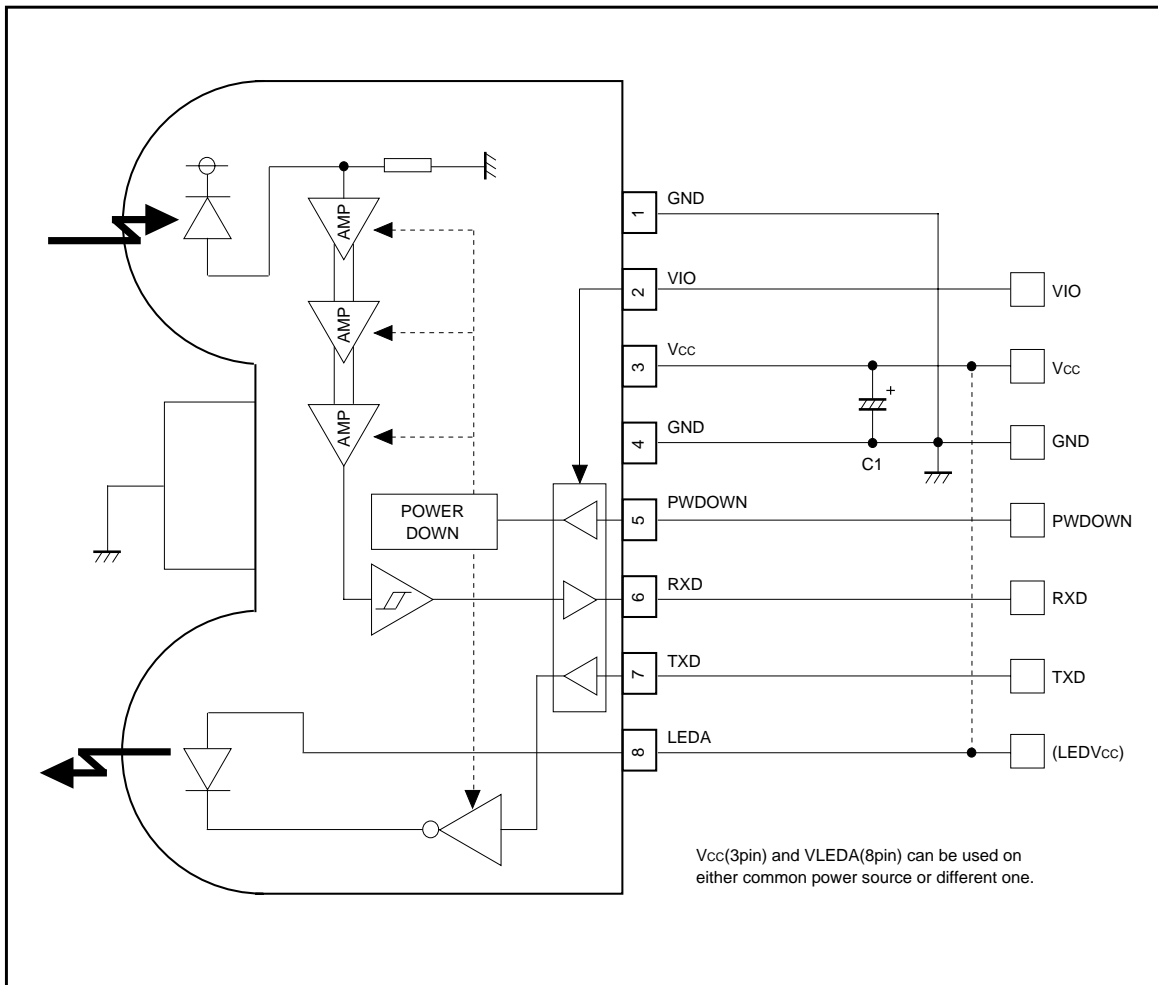 AMP
AMP
AMP
POWER
DOWN
1 GND
2 VIO
VIO
3 Vcc
Vcc
+
4 GND
GND
C1
5 PWDOWN
PWDOWN
6 RXD
RXD
7 TXD
TXD
8 LEDA
(LEDVcc)
Vcc(3pin) and VLEDA(8pin) can be used on
either common power source or different one.